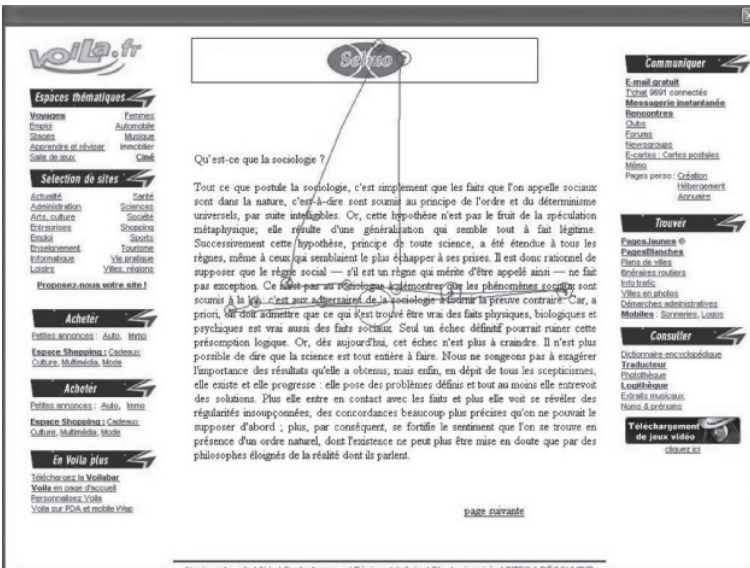 voila.fr
Espaces thématiques
Voyages Femmes
Emploi Automobile
Stages Musique
Apprendre et réviser Immobilier
Salle de jeux Ciné
Selection de sites
Actualité Santé
Administration Sciences
Arts, culture Société
Entreprises Shopping
Emploi Sports
Enseignement Tourisme
Informatique Vie pratique
Loisirs Villes, régions
Proposez-nous votre site !
Acheter
Petites annonces : Auto, Immo
Espace Shopping : Cadeaux
Culture, Multimédia, Mode
Acheter
Petites annonces : Auto, Immo
Espace Shopping : Cadeaux
Culture, Multimédia, Mode
En Voila plus
Téléchargez la Voilabar
Voila en page d'accueil
Personnalisez Voila
Voila sur PDA et mobile Wap
Qu'est-ce que la sociologie ?
Tout ce que postule la sociologie, c'est simplement que les faits que l'on appelle sociaux
sont dans la nature, c'est-à-dire sont soumis au principe de l'ordre et du déterminisme
universels, par suite intelligibles. Or, cette hypothèse n'est pas le fruit de la spéculation
métaphysique; elle résulte d'une généralisation qui semble tout à fait légitime.
Successivement cette hypothèse, principe de toute science, a été étendue à tous les
règnes, même à ceux qui semblaient le plus échapper à ses prises. Il est donc rationnel de
supposer que le règne social — s'il est un règne qui mérite d'être appelé ainsi — ne fait
pas exception. Ce n'est pas au sociologue à démontrer que les phénomènes sociaux sont
soumis à la loi : c'est aux adversaires de la sociologie à fournir la preuve contraire. Car, a
priori, on doit admettre que ce qui s'est trouvé être vrai des faits physiques, biologiques et
psychiques est vrai aussi des faits sociaux. Seul un échec définitif pourrait ruiner cette
présomption logique. Or, dès aujourd'hui, cet échec n'est plus à craindre. Il n'est plus
possible de dire que la science est tout entière à faire. Nous ne songeons pas à exagérer
l'importance des résultats qu'elle a obtenus; mais enfin, en dépit de tous les scepticismes,
elle existe et elle progresse : elle pose des problèmes définis et tout au moins elle entrevoit
des solutions. Plus elle entre en contact avec les faits et plus elle voit se révéler des
régularités insoupçonnées, des concordances beaucoup plus précises qu'on ne pouvait le
supposer d'abord ; plus, par conséquent, se fortifie le sentiment que l'on se trouve en
présence d'un ordre naturel, dont l'existence ne peut plus être mise en doute que par des
philosophes éloignés de la réalité dont ils parlent.
page suivante
Communiquer
E-mail gratuit
T'chat 9691 connectés
Messagerie instantanée
Rencontres
Clubs
Forums
Newsgroups
E-cartes : Cartes postales
Mémo
Pages perso : Création
Hébergement
Annuaire
Trouver
PagesJaunes
PagesBlanches
Plans de villes
Itinéraires routiers
Info trafic
Villes en photos
Démarches administratives
Mobiles : Sonneries, Logos
Consulter
Dictionnaire encyclopédique
Traducteur
Photothèque
Logithèque
Extraits musicaux
Noms & prénoms
Téléchargement
de jeux vidéo
cliquez ici